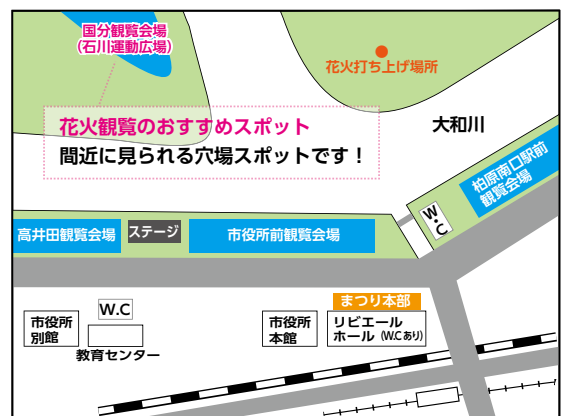 国分観覧会場
(石川運動広場)
花火打ち上げ場所
花火観覧のおすすめスポット
間近に見られる穴場スポットです！
大和川
柏原南口駅前
観覧会場
W.C
高井田観覧会場
ステージ
市役所前観覧会場
W.C
市役所
別館
教育センター
まつり本部
市役所
本館
リビエール
ホール (W.Cあり)